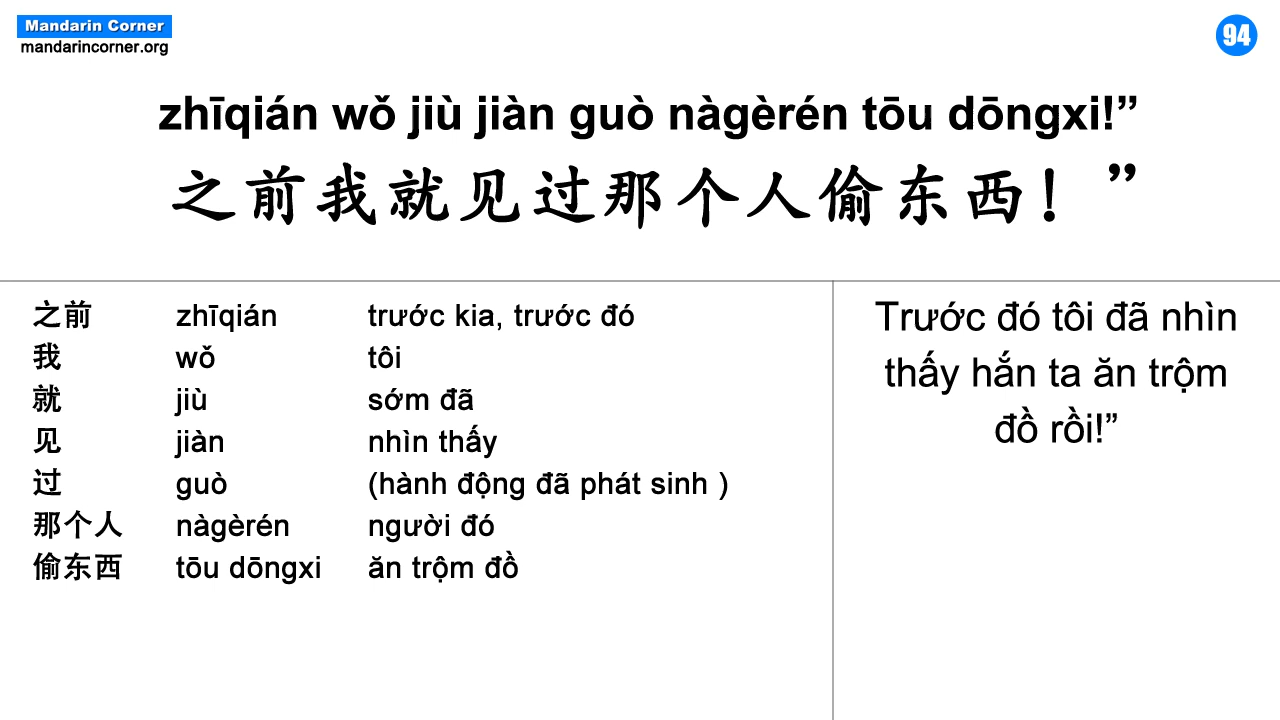 Mandarin Corner
mandarincorner.org
94
zhīqián wǒ jiù jiàn guò nàgèrén tōu dōngxi!”
之前我就见过那个人偷东西！”
之前 zhīqián trước kia, trước đó
我 wǒ tôi
就 jiù sớm đã
见 jiàn nhìn thấy
过 guò (hành động đã phát sinh )
那个人 nàgèrén người đó
偷东西 tōu dōngxi ăn trộm đồ
Trước đó tôi đã nhìn
thấy hắn ta ăn trộm
đồ rồi!”